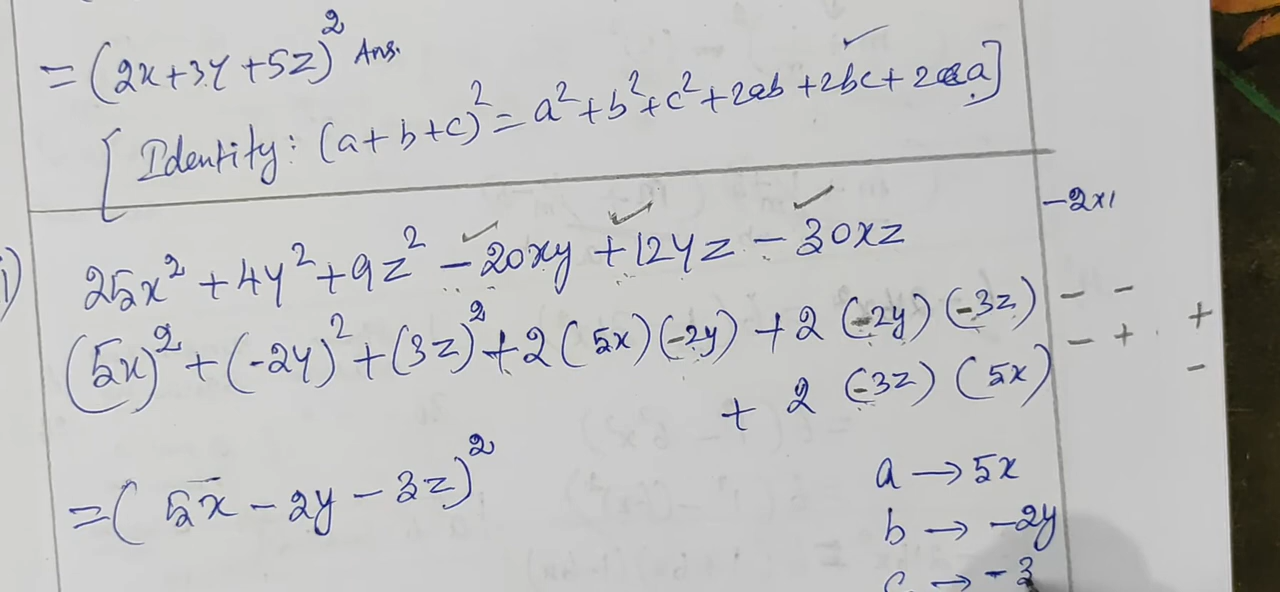 = (2x+3y+5z)² Ans.
[Identity: (a+b+c)² = a²+b²+c²+2ab+2bc+2ca]
i) 25x²+4y²+9z²-20xy+12yz-30xz
-2x1
(5x)²+(-2y)²+(3z)²+2(5x)(-2y)+2(-2y)(-3z)
+ 2 (-3z) (5x)
- - +
- + -
=(5x-2y-3z)²
a → 5x
b → -2y
c → -3